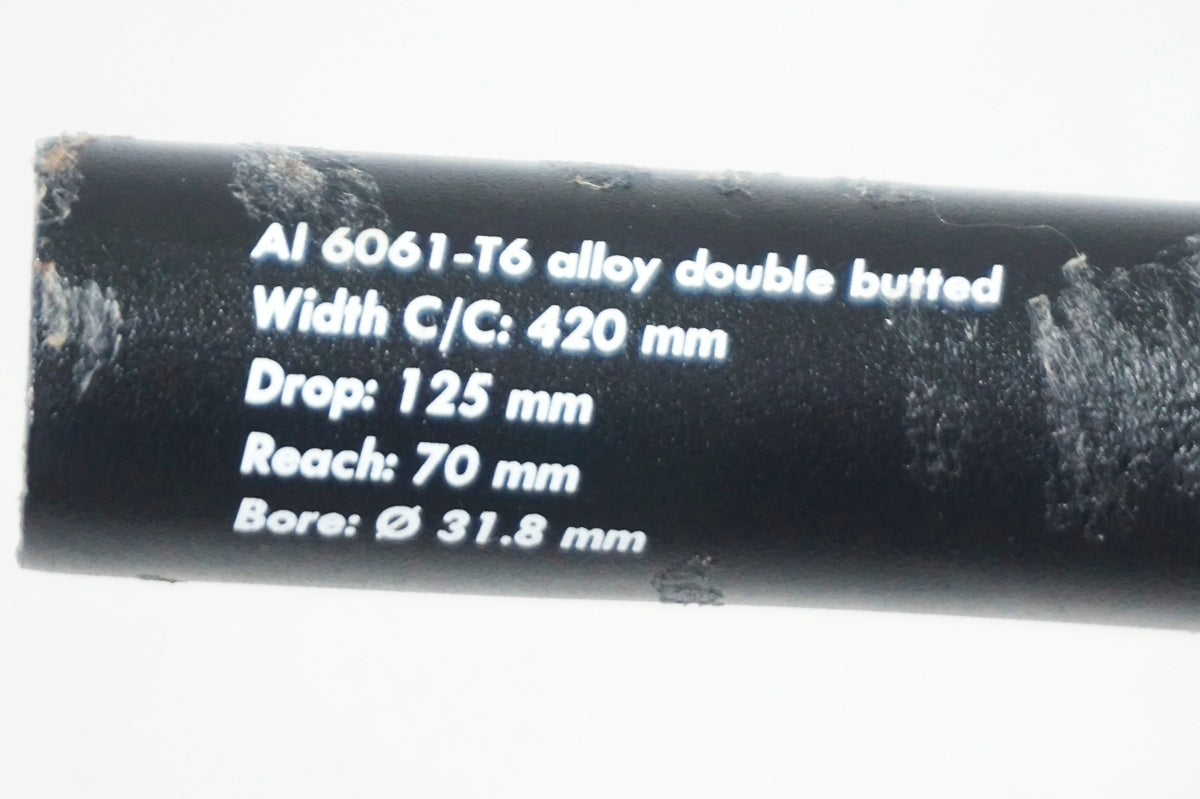 Al 6061-T6 alloy double butted
Width C/C: 420 mm
Drop: 125 mm
Reach: 70 mm
Bore: Ø 31.8 mm